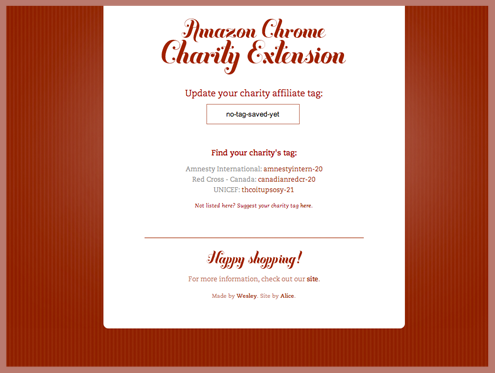 Amazon Chrome
Charity Extension
Update your charity affiliate tag:
no-tag-saved-yet
Find your charity's tag:
Amnesty International: amnestyintern-20
Red Cross - Canada: canadianredcr-20
UNICEF: thcoitupsosy-21
Not listed here? Suggest your charity tag here.
Happy shopping!
For more information, check out our site.
Made by Wesley. Site by Alice.